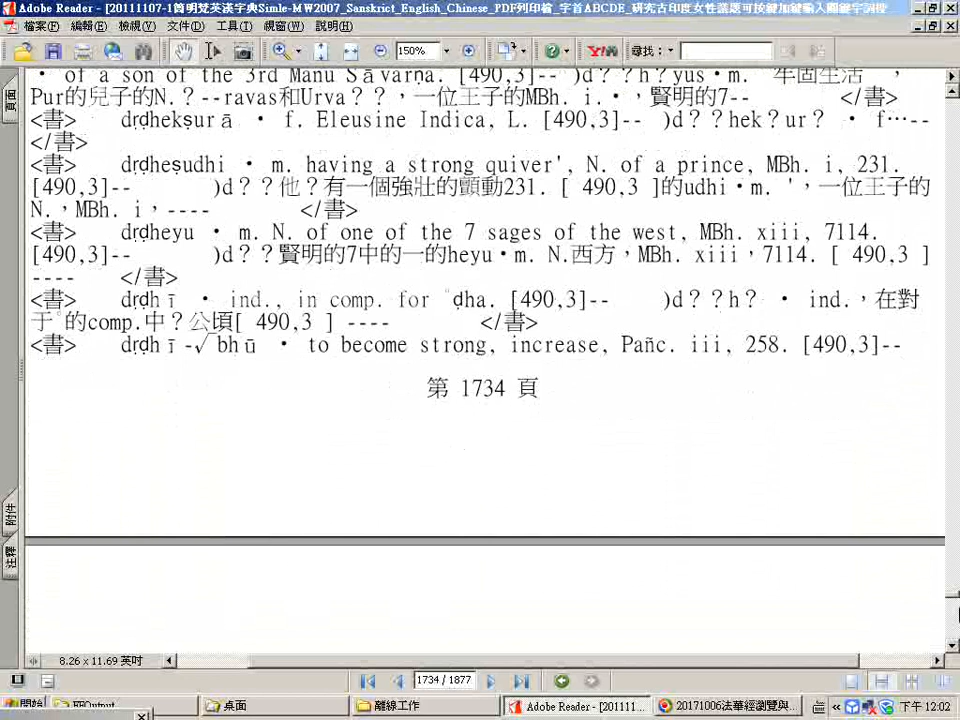 Adobe Reader - [20111107-1簡明梵英漢字典Simle-MW2007_Sanskrict_English_Chinese_PDF列印檔_字首ABCDE_研究古印度女性議題可按鍵加鍵輸入關鍵字詞搜
檔案(F) 編輯(E) 檢視(V) 文件(D) 工具(T) 視窗(W) 說明(H)
150% 尋找：
頁面
• of a son of the 3rd Manu Sāvarṇa. [490,3]-- )d??h?yus•m. 牢固生活，
Pur的兒子的N.？--ravas和Urva??，一位王子的MBh. i.•，賢明的7-- </書>
<書> dṛḍhekṣurā • f. Eleusine Indica, L. [490,3]-- )d??hek?ur? • f…--
</書>
<書> dṛḍheṣudhi • m. having a strong quiver', N. of a prince, MBh. i, 231.
[490,3]-- )d??他？有一個強壯的顫動231. [ 490,3 ]的udhi•m. '，一位王子的
N.，MBh. i，---- </書>
<書> dṛḍheyu • m. N. of one of the 7 sages of the west, MBh. xiii, 7114.
[490,3]-- )d??賢明的7中的一的heyu•m. N.西方，MBh. xiii，7114. [ 490,3 ]
---- </書>
<書> dṛḍhī • ind., in comp. for °ḍha. [490,3]-- )d??h? • ind.，在對
于°的comp.中？公頃[ 490,3 ] ---- </書>
<書> dṛḍhī-√bhū • to become strong, increase, Pañc. iii, 258. [490,3]--
第 1734 頁
附件
注釋
8.26 x 11.69 英吋
1734 / 1877
開始 EEOutput 桌面 離線工作 Adobe Reader - [201111... 20171006法華經瀏覽與... 下午 12:02